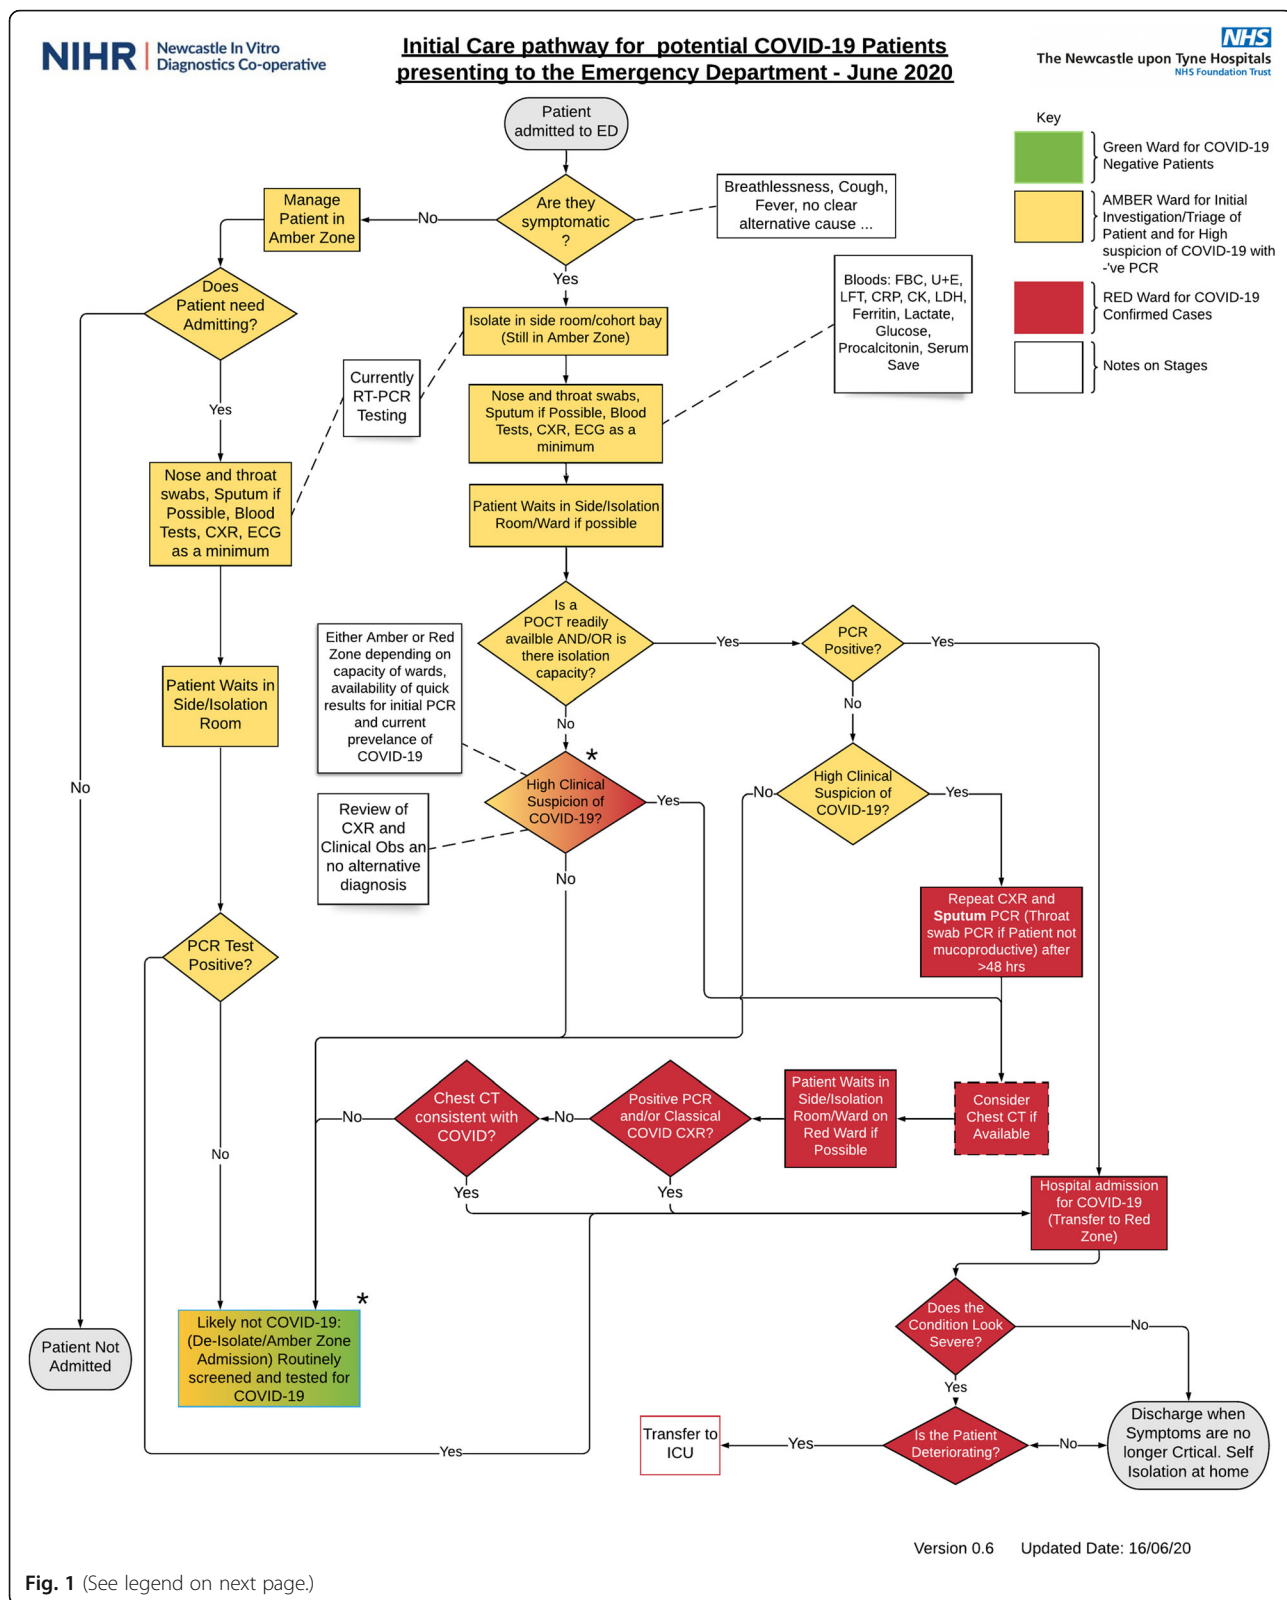 NIHR | Newcastle In Vitro
Diagnostics Co-operative
Initial Care pathway for potential COVID-19 Patients
presenting to the Emergency Department - June 2020
NHS
The Newcastle upon Tyne Hospitals
NHS Foundation Trust
Patient
admitted to ED
Key
Green Ward for COVID-19
Negative Patients
AMBER Ward for Initial
Investigation/Triage of
Patient and for High
suspicion of COVID-19 with
-'ve PCR
RED Ward for COVID-19
Confirmed Cases
Notes on Stages
Manage
Patient in
Amber Zone
No
Are they
symptomatic
?
Breathlessness, Cough,
Fever, no clear
alternative cause ...
Yes
Does
Patient need
Admitting?
Isolate in side room/cohort bay
(Still in Amber Zone)
Bloods: FBC, U+E,
LFT, CRP, CK, LDH,
Ferritin, Lactate,
Glucose,
Procalcitonin, Serum
Save
Currently
RT-PCR
Testing
Yes
Nose and throat swabs,
Sputum if Possible, Blood
Tests, CXR, ECG as a
minimum
Nose and throat
swabs, Sputum if
Possible, Blood
Tests, CXR, ECG
as a minimum
Patient Waits in Side/Isolation
Room/Ward if possible
Is a
POCT readily
availble AND/OR is
there isolation
capacity?
Yes
PCR
Positive?
Yes
Either Amber or Red
Zone depending on
capacity of wards,
availability of quick
results for initial PCR
and current
prevelance of
COVID-19
Patient Waits in
Side/Isolation
Room
No
No
*
High Clinical
Suspicion of
COVID-19?
Yes
No
High Clinical
Suspicion of
COVID-19?
Yes
No
Review of
CXR and
Clinical Obs an
no alternative
diagnosis
No
Repeat CXR and
Sputum PCR (Throat
swab PCR if Patient not
mucoproductive) after
>48 hrs
PCR Test
Positive?
Chest CT
consistent with
COVID?
No
Positive PCR
and/or Classical
COVID CXR?
No
Patient Waits in
Side/Isolation
Room/Ward on
Red Ward if
Possible
Consider
Chest CT if
Available
No
Yes
Yes
Hospital admission
for COVID-19
(Transfer to Red
Zone)
*
Likely not COVID-19:
(De-Isolate/Amber Zone
Admission) Routinely
screened and tested for
COVID-19
Patient Not
Admitted
Does the
Condition Look
Severe?
No
Yes
Yes
Transfer to
ICU
Yes
Is the Patient
Deteriorating?
No
Discharge when
Symptoms are no
longer Crtical. Self
Isolation at home
Version 0.6 Updated Date: 16/06/20
Fig. 1 (See legend on next page.)